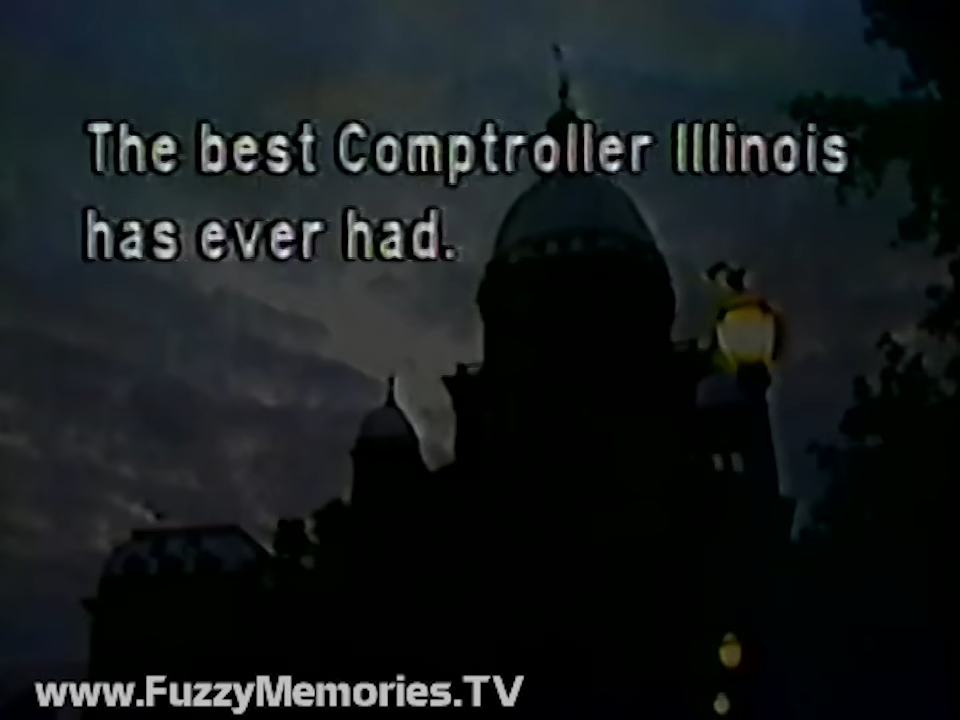 The best Comptroller Illinois
has ever had.
www.FuzzyMemories.TV